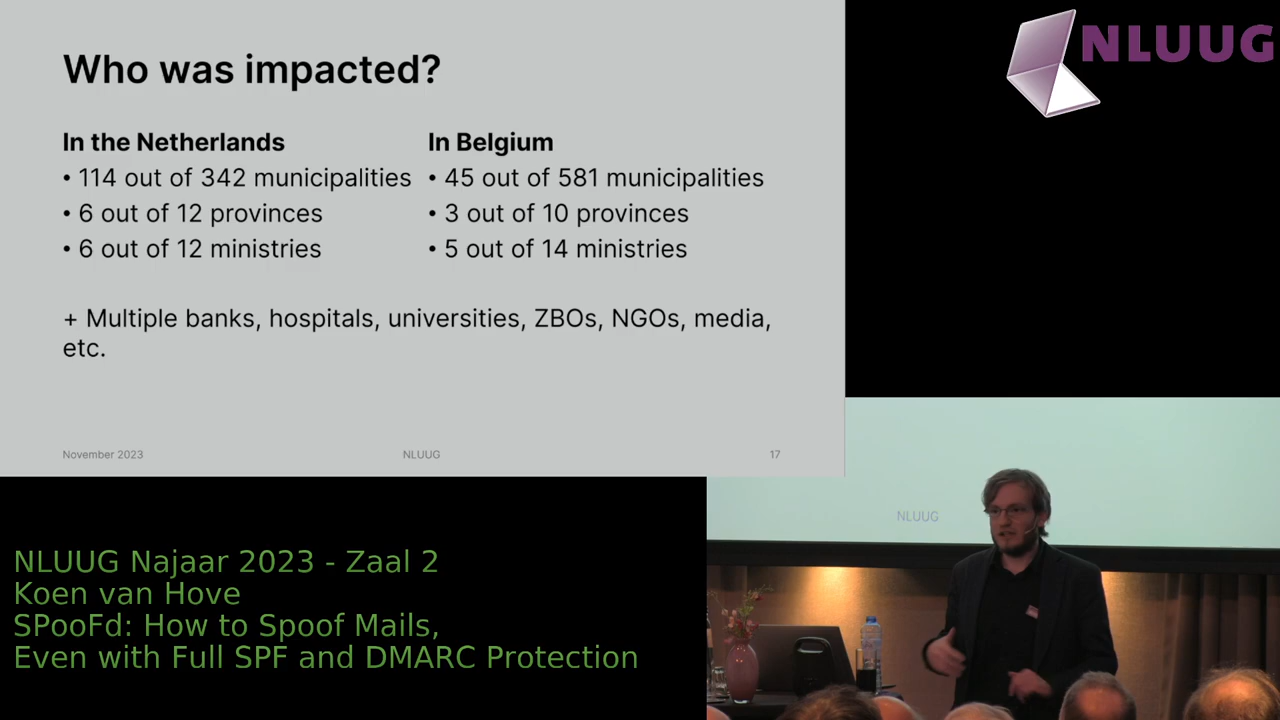 Who was impacted?
In the Netherlands
• 114 out of 342 municipalities
• 6 out of 12 provinces
• 6 out of 12 ministries
In Belgium
• 45 out of 581 municipalities
• 3 out of 10 provinces
• 5 out of 14 ministries
+ Multiple banks, hospitals, universities, ZBOs, NGOs, media,
etc.
November 2023
NLUUG
17
NLUUG
NLUUG
NLUUG Najaar 2023 - Zaal 2
Koen van Hove
SPooFd: How to Spoof Mails,
Even with Full SPF and DMARC Protection